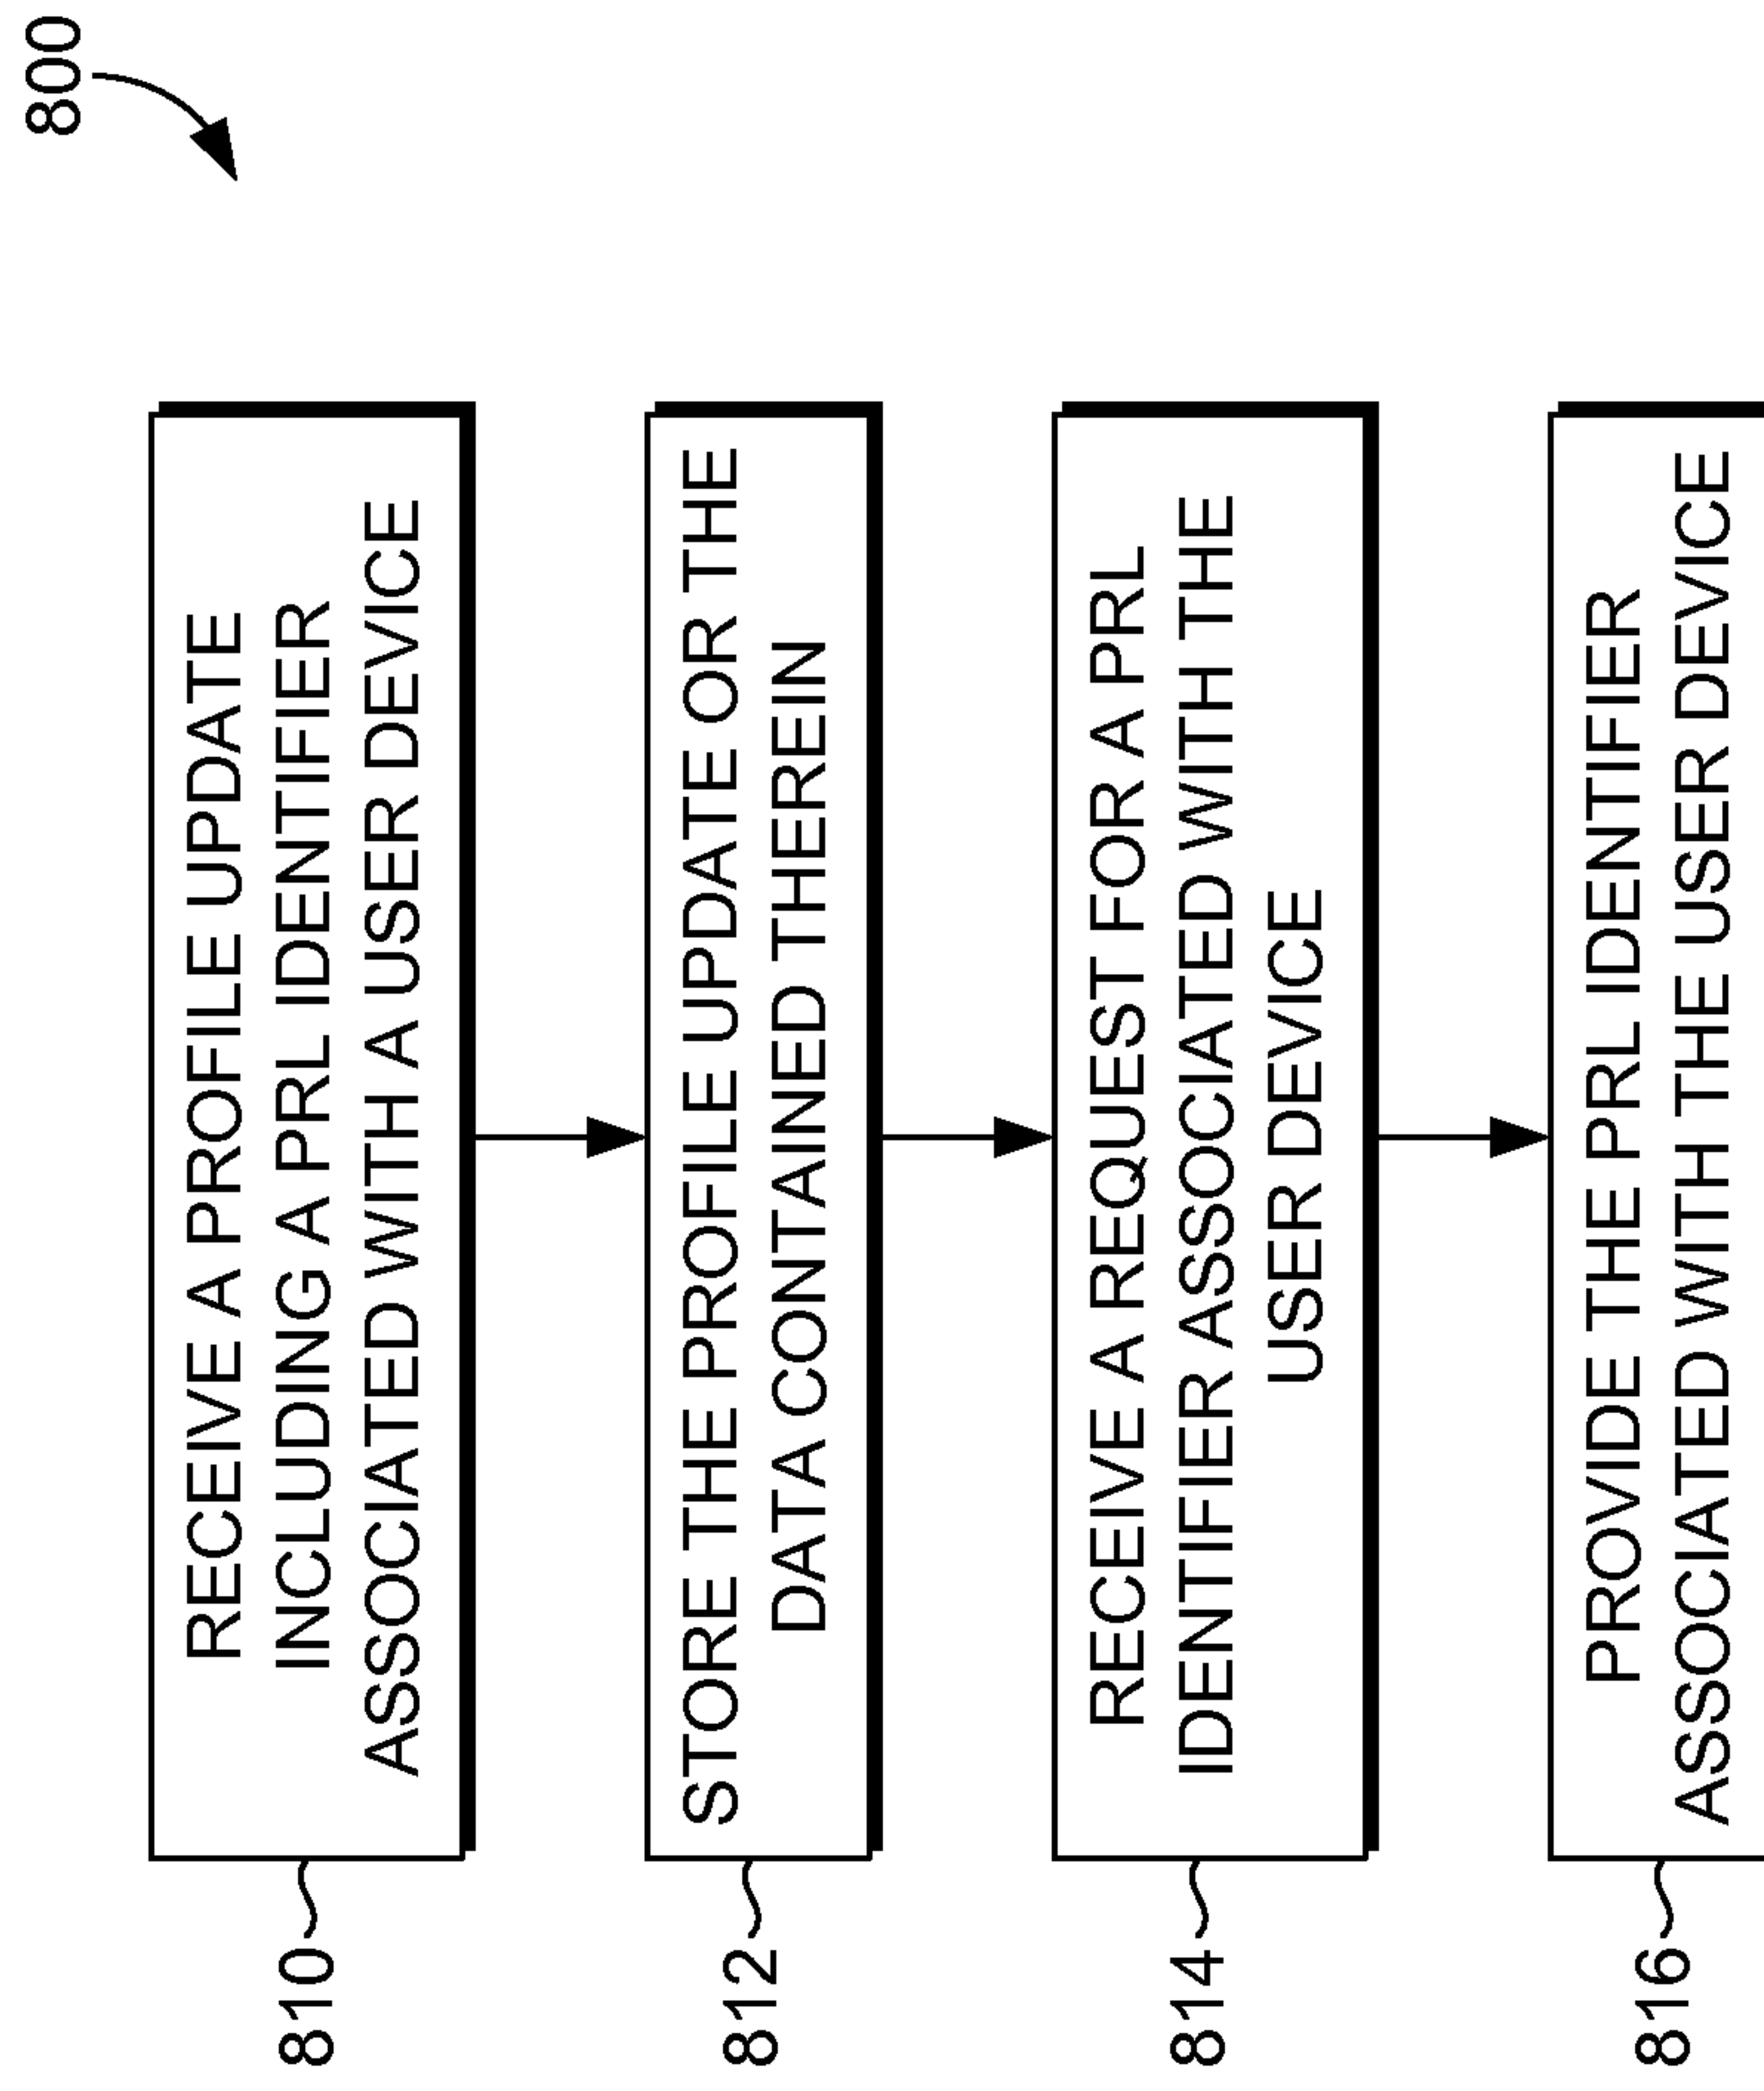 800
810
RECEIVE A PROFILE UPDATE
INCLUDING A PRL IDENTIFIER
ASSOCIATED WITH A USER DEVICE
812
STORE THE PROFILE UPDATE OR THE
DATA CONTAINED THEREIN
814
RECEIVE A REQUEST FOR A PRL
IDENTIFIER ASSOCIATED WITH THE
USER DEVICE
816
PROVIDE THE PRL IDENTIFIER
ASSOCIATED WITH THE USER DEVICE